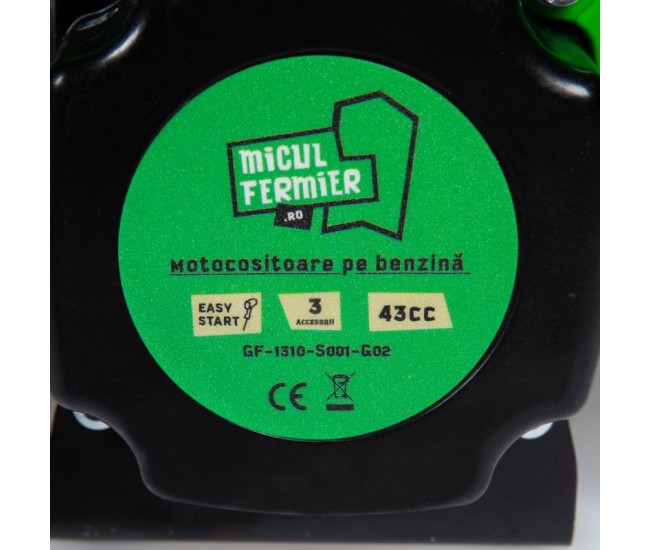 MiCUL
FERMiER
.RO
Motocositoare pe benzină
EASY
START
3
ACCESORII
43CC
GF-1310-S001-G02
CE